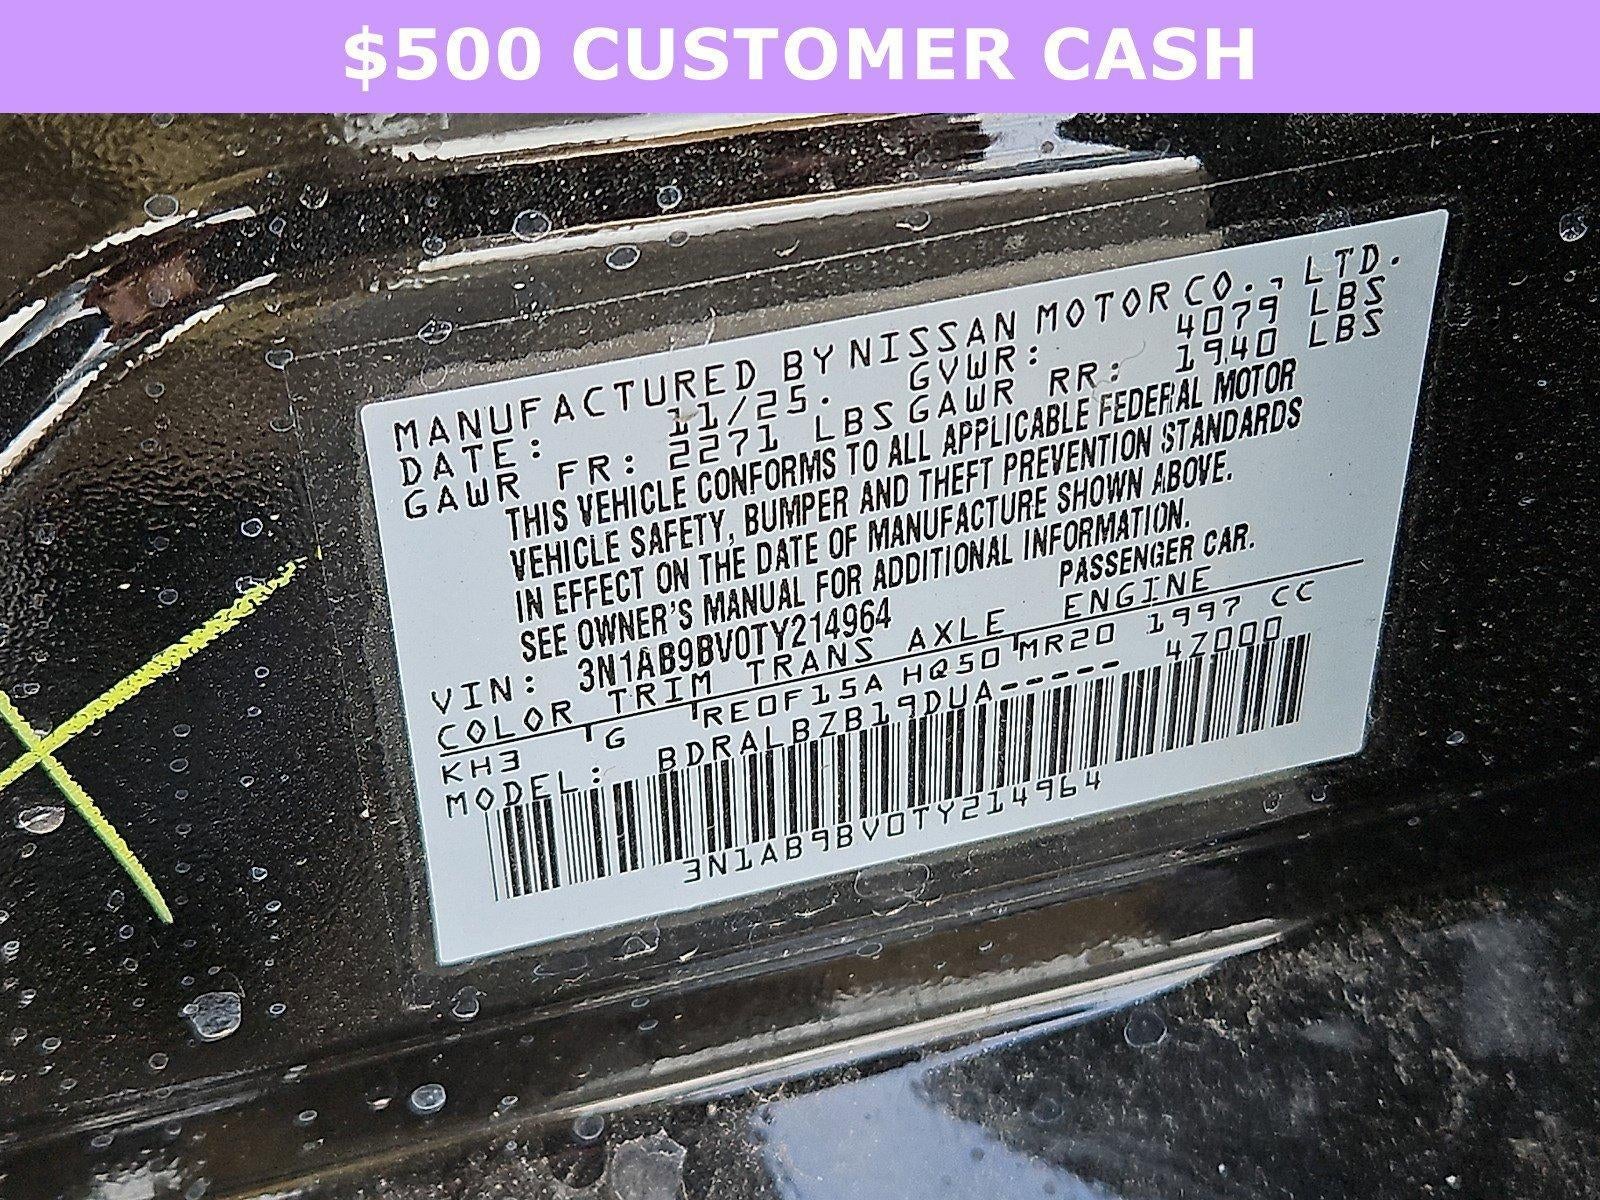 $500 CUSTOMER CASH
MANUFACTURED BY NISSAN MOTOR CO., LTD.
DATE: 11/25. GVWR: 4079 LBS
GAWR FR: 2271 LBS GAWR RR: 1940 LBS
THIS VEHICLE CONFORMS TO ALL APPLICABLE FEDERAL MOTOR
VEHICLE SAFETY, BUMPER AND THEFT PREVENTION STANDARDS
IN EFFECT ON THE DATE OF MANUFACTURE SHOWN ABOVE.
SEE OWNER'S MANUAL FOR ADDITIONAL INFORMATION.
PASSENGER CAR.
VIN: 3N1AB9BV0TY214964
COLOR TRIM TRANS AXLE ENGINE
KH3 G RE0F15A HQ50 MR20 1997 CC
MODEL: BDRALBZB19DUA----- 4Z000
3N1AB9BV0TY214964